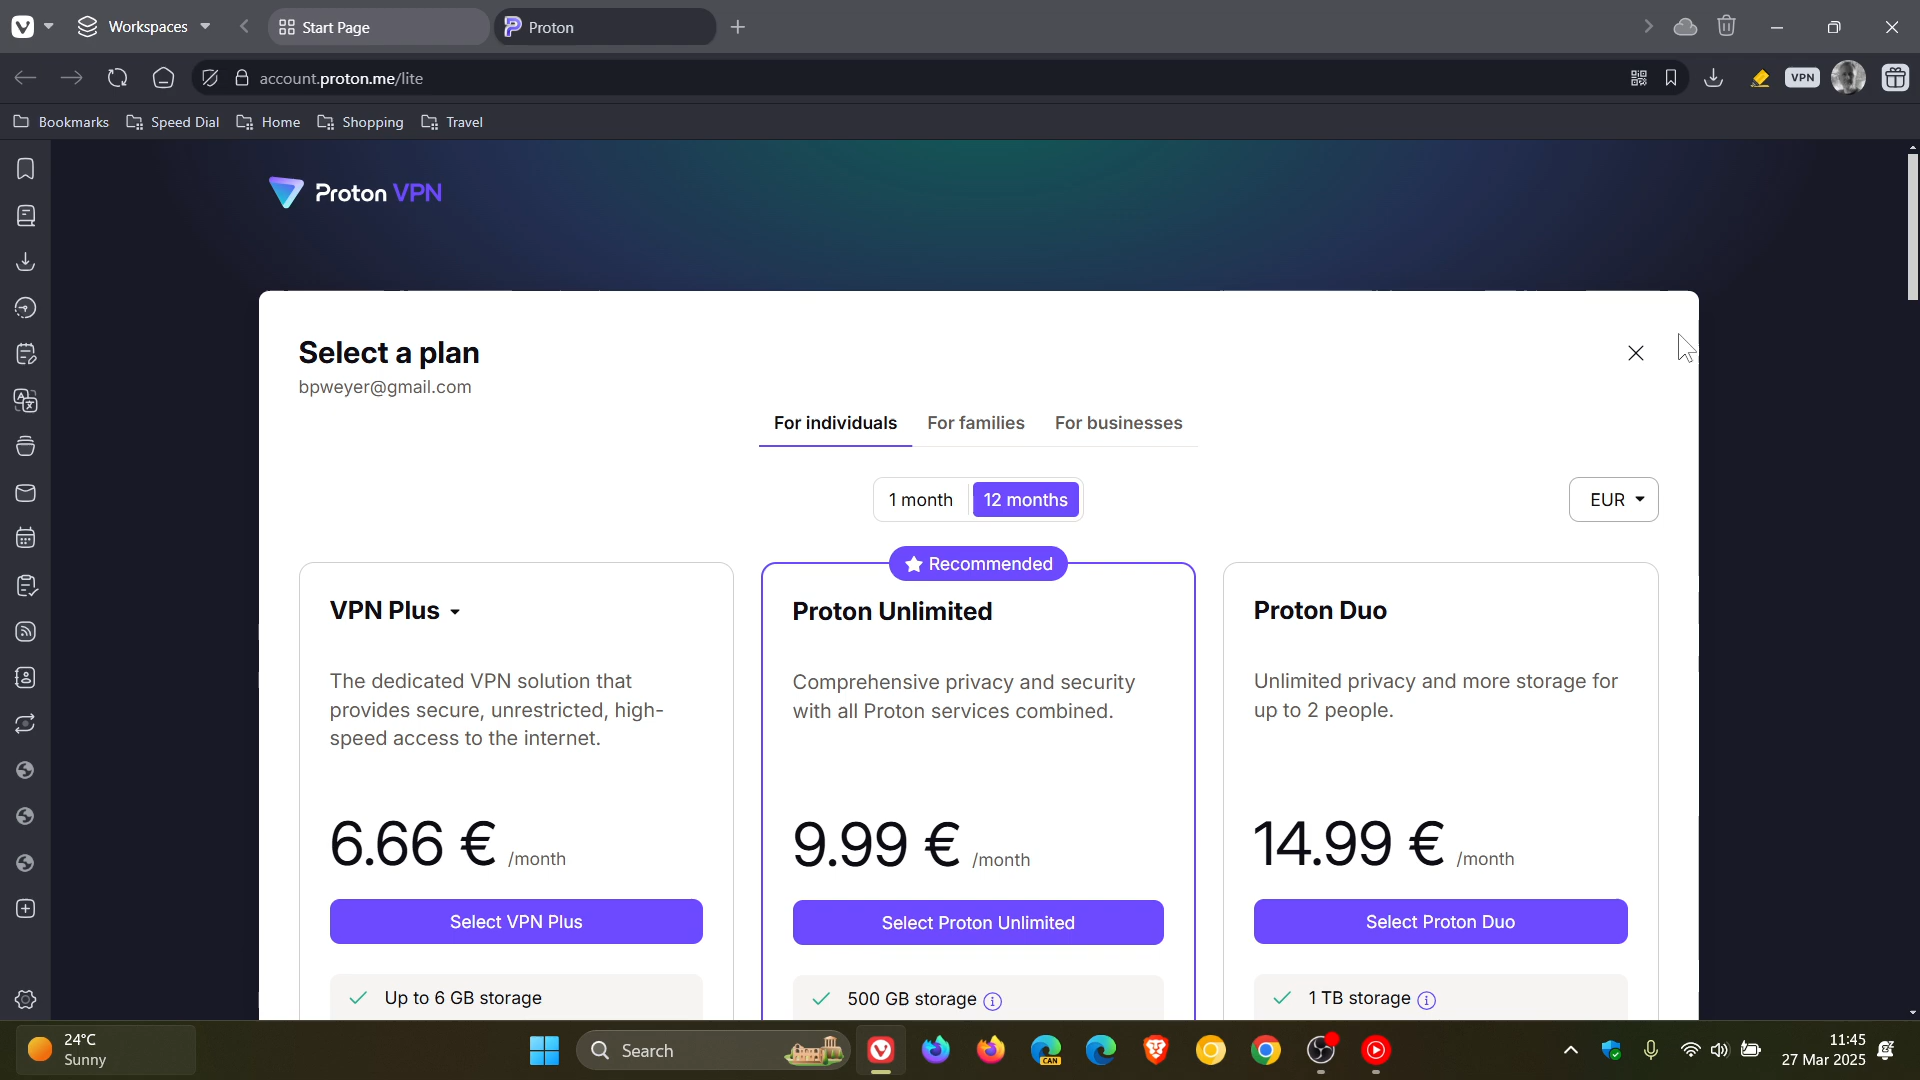 Workspaces
Start Page
Proton
account.proton.me/lite
VPN
Bookmarks
Speed Dial
Home
Shopping
Travel
Proton VPN
Select a plan
bpweyer@gmail.com
For individuals
For families
For businesses
1 month
12 months
EUR
Recommended
VPN Plus
The dedicated VPN solution that
provides secure, unrestricted, high-
speed access to the internet.
6.66 € /month
Select VPN Plus
Up to 6 GB storage
Proton Unlimited
Comprehensive privacy and security
with all Proton services combined.
9.99 € /month
Select Proton Unlimited
500 GB storage
Proton Duo
Unlimited privacy and more storage for
up to 2 people.
14.99 € /month
Select Proton Duo
1 TB storage
24°C
Sunny
Search
CAN
11:45
27 Mar 2025